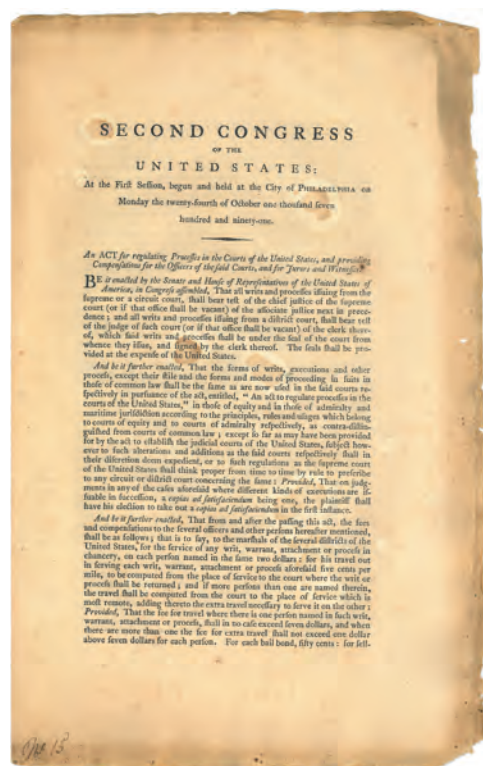 SECOND CONGRESS
OF THE
UNITED STATES:
At the First Session, begun and held at the City of PHILADELPHIA on
Monday the twenty-fourth of October one thousand seven
hundred and ninety-one.
An ACT for regulating Processes in the Courts of the United States, and providing
Compensations for the Officers of the said Courts, and for Jurors and Witnesses.
BE it enacted by the Senate and House of Representatives of the United States of
America, in Congress assembled, That all writs and processes issuing from the
supreme or a circuit court, shall bear test of the chief justice of the supreme
court (or if that office shall be vacant) of the associate justice next in prece-
dence; and all writs and processes issuing from a district court, shall bear test
of the judge of such court (or if that office shall be vacant) of the clerk there-
of, which said writs and processes shall be under the seal of the court from
whence they issue, and signed by the clerk thereof. The seals shall be pro-
vided at the expense of the United States.
And be it further enacted, That the forms of writs, executions and other
process, except their stile and the forms and modes of proceeding in suits in
those of common law shall be the same as are now used in the said courts re-
spectively in pursuance of the act, entitled, " An act to regulate processes in the
courts of the United States," in those of equity and in those of admiralty and
maritime jurisdiction according to the principles, rules and usages which belong
to courts of equity and to courts of admiralty respectively, as contra-distin-
guished from courts of common law; except so far as may have been provided
for by the act to establish the judicial courts of the United States, subject how-
ever to such alterations and additions as the said courts respectively shall in
their discretion deem expedient, or to such regulations as the supreme court
of the United States shall think proper from time to time by rule to prescribe
to any circuit or district court concerning the same: Provided, That on judg-
ments in any of the cases aforesaid where different kinds of executions are is-
suable in succession, a capias ad satisfaciendum being one, the plaintiff shall
have his election to take out a capias ad satisfaciendum in the first instance.
And be it further enacted, That from and after the passing this act, the fees
and compensations to the several officers and other persons hereafter mentioned,
shall be as follows; that is to say, to the marshals of the several districts of the
United States, for the service of any writ, warrant, attachment or process in
chancery, on each person named in the same two dollars: for his travel out
in serving each writ, warrant, attachment or process aforesaid five cents per
mile, to be computed from the place of service to the court where the writ or
process shall be returned; and if more persons than one are named therein,
the travel shall be computed from the court to the place of service which is
most remote, adding thereto the extra travel necessary to serve it on the other:
Provided, That the fee for travel where there is one person named in such writ,
warrant, attachment or process, shall in no case exceed seven dollars, and when
there are more than one the fee for extra travel shall not exceed one dollar
above seven dollars for each person. For each bail bond, fifty cents: for sell-